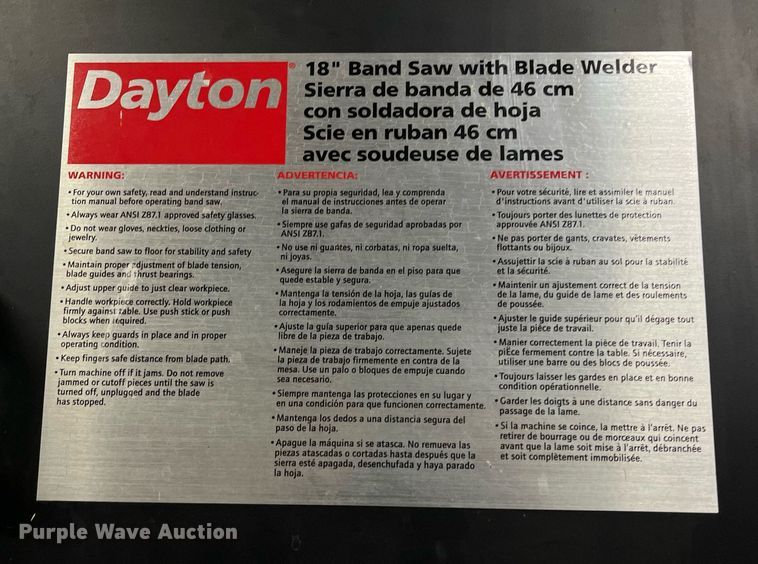 Dayton®
18" Band Saw with Blade Welder
Sierra de banda de 46 cm
con soldadora de hoja
Scie en ruban 46 cm
avec soudeuse de lames
WARNING:
• For your own safety, read and understand instruc-
tion manual before operating band saw.
• Always wear ANSI Z87.1 approved safety glasses.
• Do not wear gloves, neckties, loose clothing or
jewelry.
• Secure band saw to floor for stability and safety
• Maintain proper adjustment of blade tension,
blade guides and thrust bearings.
• Adjust upper guide to just clear workpiece.
• Handle workpiece correctly. Hold workpiece
firmly against table. Use push stick or push
blocks when required.
• Always keep guards in place and in proper
operating condition.
• Keep fingers safe distance from blade path.
• Turn machine off if it jams. Do not remove
jammed or cutoff pieces until the saw is
turned off, unplugged and the blade
has stopped.
ADVERTENCIA:
• Para su propia seguridad, lea y comprenda
el manual de instrucciones antes de operar
la sierra de banda.
• Siempre use gafas de seguridad aprobadas por
ANSI Z87.1.
• No use ni guantes, ni corbatas, ni ropa suelta,
ni joyas.
• Asegure la sierra de banda en el piso para que
quede estable y segura.
• Mantenga la tensión de la hoja, las guías de
la hoja y los rodamientos de empuje ajustados
correctamente.
• Ajuste la guía superior para que apenas quede
libre de la pieza de trabajo.
• Maneje la pieza de trabajo correctamente. Sujete
la pieza de trabajo firmemente en contra de la
mesa. Use un palo o bloques de empuje cuando
sea necesario.
• Siempre mantenga las protecciones en su lugar y
en una condición para que funcionen correctamente.
• Mantenga los dedos a una distancia segura del
paso de la hoja.
• Apague la máquina si se atasca. No remueva las
piezas atascadas o cortadas hasta después que la
sierra esté apagada, desenchufada y haya parado
la hoja.
AVERTISSEMENT :
• Pour votre sécurité, lire et assimiler le manuel
d'instructions avant d'utiliser la scie à ruban.
• Toujours porter des lunettes de protection
approuvée ANSI Z87.1.
• Ne pas porter de gants, cravates, vêtements
flottants ou bijoux.
• Assujettir la scie à ruban au sol pour la stabilité
et la sécurité.
• Maintenir un ajustement correct de la tension
de la lame, du guide de lame et des roulements
de poussée.
• Ajuster le guide supérieur pour qu'il dégage tout
juste la pièce de travail.
• Manier correctement la pièce de travail. Tenir la
piEce fermement contre la table. Si nécessaire,
utiliser une barre ou des blocs de poussée.
• Toujours laisser les gardes en place et en bonne
condition opérationnelle.
• Garder les doigts à une distance sans danger du
passage de la lame.
• Si la machine se coince, la mettre à l'arrêt. Ne pas
retirer de bourrage ou de morceaux qui coincent
avant que la lame soit mise à l'arrêt, débranchée
et soit complètement immobilisée.
Purple Wave Auction